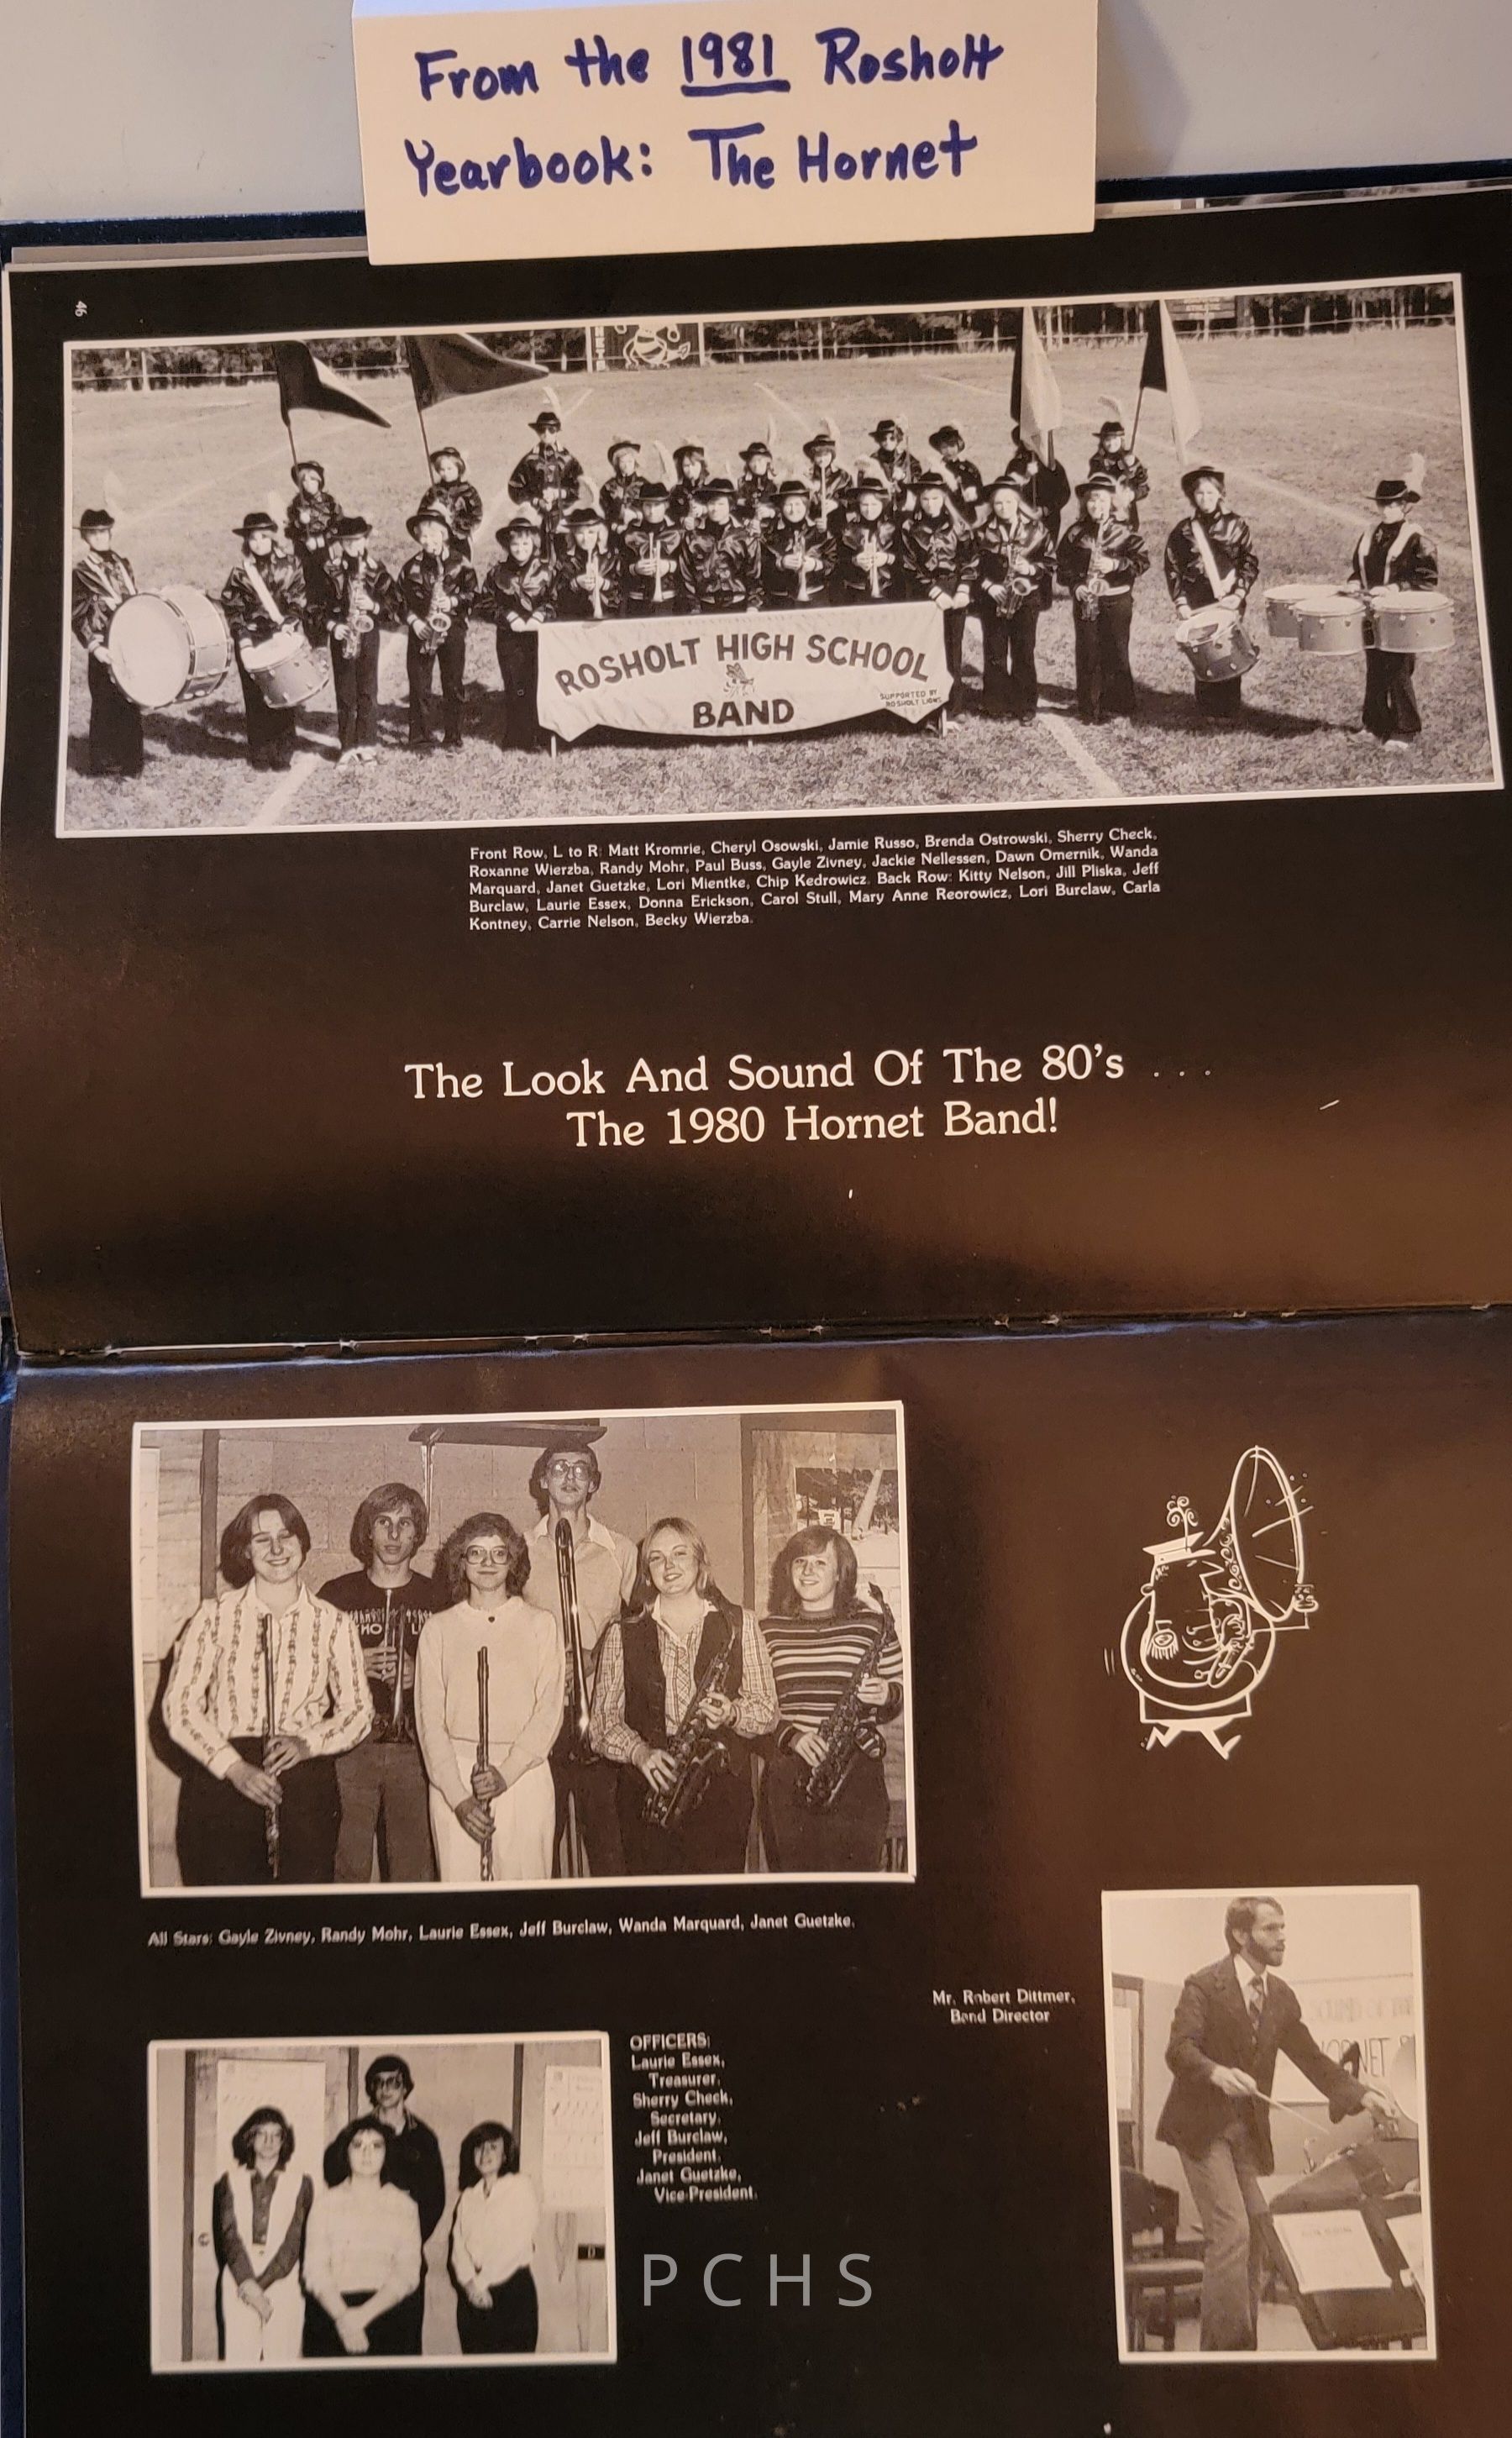 From the 1981 Rosholt
Yearbook: The Hornet
46
ROSHOLT HIGH SCHOOL
BAND
SUPPORTED BY
ROSHOLT LIONS
Front Row, L to R: Matt Kromrie, Cheryl Osowski, Jamie Russo, Brenda Ostrowski, Sherry Check,
Roxanne Wierzba, Randy Mohr, Paul Buss, Gayle Zivney, Jackie Nellessen, Dawn Omernik, Wanda
Marquard, Janet Guetzke, Lori Mientke, Chip Kedrowicz. Back Row: Kitty Nelson, Jill Pliska, Jeff
Burclaw, Laurie Essex, Donna Erickson, Carol Stull, Mary Anne Reorowicz, Lori Burclaw, Carla
Kontney, Carrie Nelson, Becky Wierzba.
The Look And Sound Of The 80's . . .
The 1980 Hornet Band!
All Stars: Gayle Zivney, Randy Mohr, Laurie Essex, Jeff Burclaw, Wanda Marquard, Janet Guetzke.
Mr. Robert Dittmer,
Band Director
OFFICERS:
Laurie Essex,
Treasurer.
Sherry Check,
Secretary.
Jeff Burclaw,
President.
Janet Guetzke,
Vice-President.
PCHS